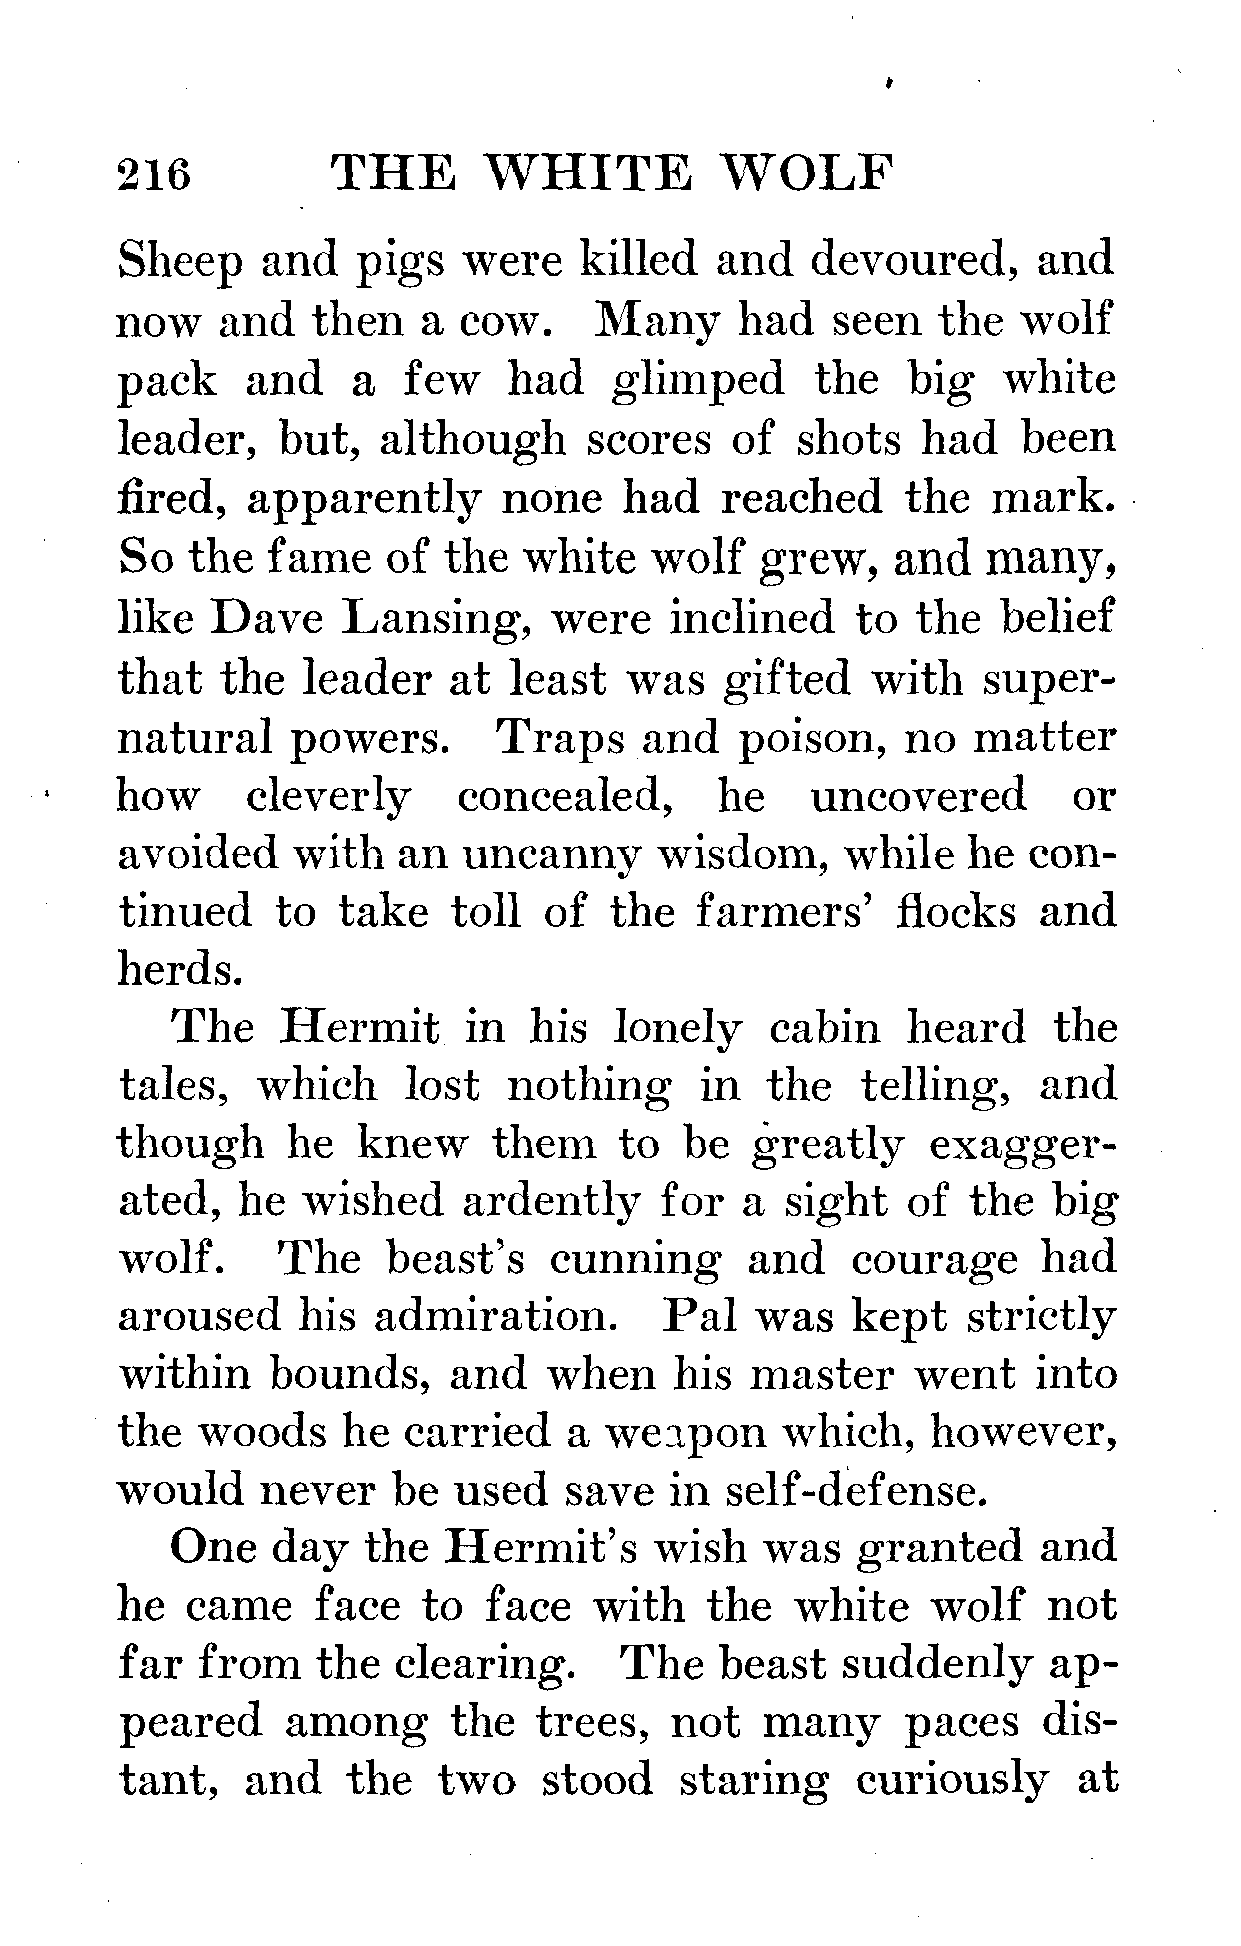 216 THE WHITE WOLF
Sheep and pigs were killed and devoured, and
now and then a cow. Many had seen the wolf
pack and a few had glimped the big white
leader, but, although scores of shots had been
fired, apparently none had reached the mark.
So the fame of the white wolf grew, and many,
like Dave Lansing, were inclined to the belief
that the leader at least was gifted with super-
natural powers. Traps and poison, no matter
how cleverly concealed, he uncovered or
avoided with an uncanny wisdom, while he con-
tinued to take toll of the farmers' flocks and
herds.
The Hermit in his lonely cabin heard the
tales, which lost nothing in the telling, and
though he knew them to be greatly exagger-
ated, he wished ardently for a sight of the big
wolf. The beast's cunning and courage had
aroused his admiration. Pal was kept strictly
within bounds, and when his master went into
the woods he carried a weapon which, however,
would never be used save in self-defense.
One day the Hermit's wish was granted and
he came face to face with the white wolf not
far from the clearing. The beast suddenly ap-
peared among the trees, not many paces dis-
tant, and the two stood staring curiously at